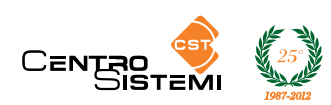 CST
CENTRO
SISTEMI
25°
1987-2012